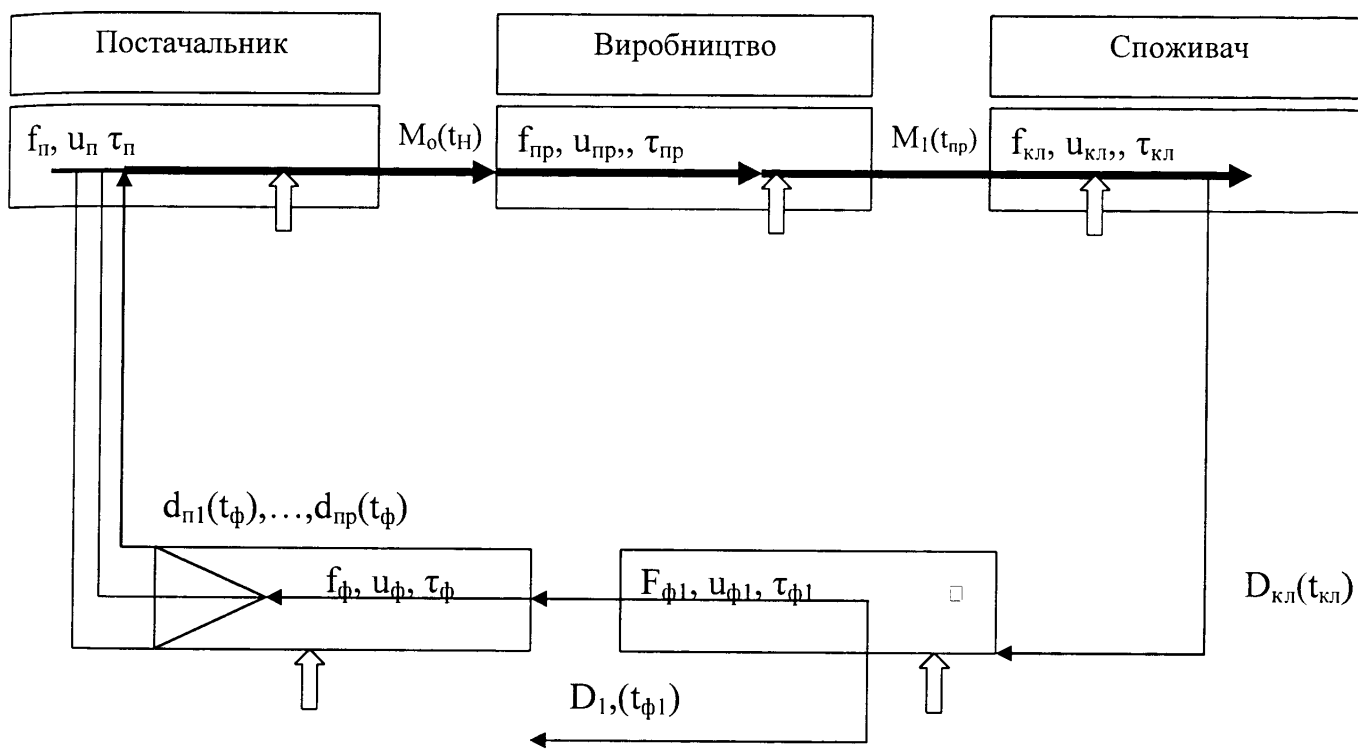 Постачальник
Виробництво
Споживач
fп, uп τп
Mо(tН)
fпр, uпр,, τпр
M1(tпр)
fкл, uкл,, τкл
dп1(tф),…,dпр(tф)
fф, uф, τф
Fф1, uф1, τф1
Dкл(tкл)
D1,(tф1)